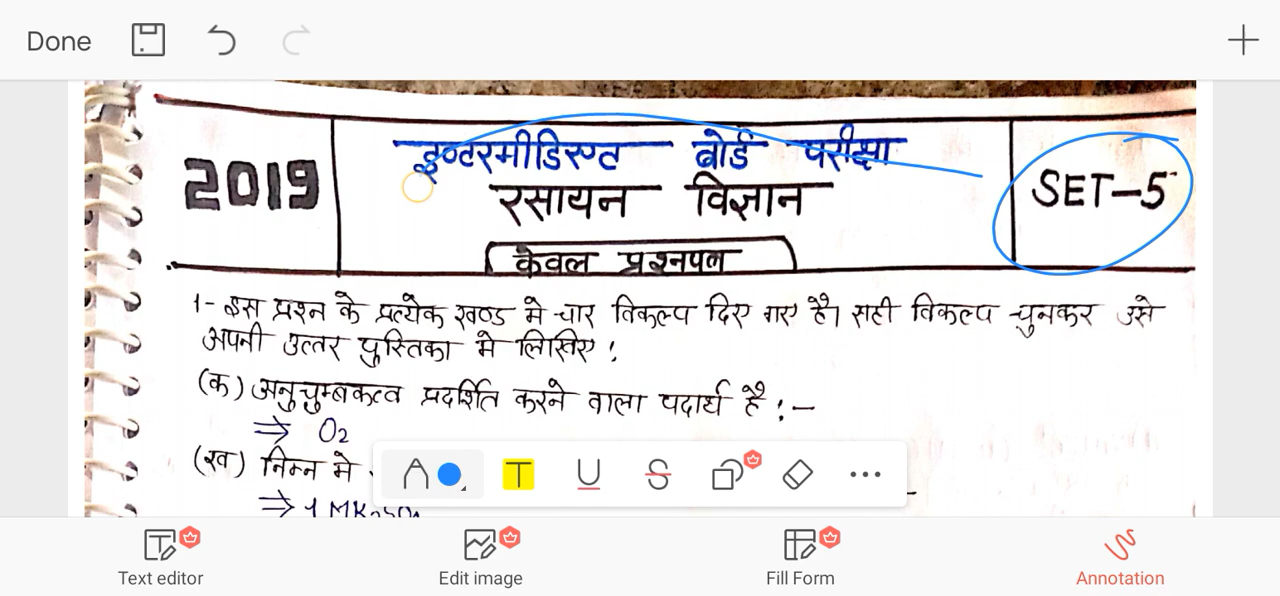 Done
2019
इण्टरमीडिएट बोर्ड परीक्षा
रसायन विज्ञान
SET-5
केवल प्रश्नपत्र
1- इस प्रश्न के प्रत्येक खण्ड मे चार विकल्प दिए गए है। सही विकल्प चुनकर उसे
अपनी उत्तर पुस्तिका मे लिखिए!
(क) अनुचुम्बकत्व प्रदर्शित करने वाला पदार्थ है :-
⇒ O2
(ख) निम्न मे
⇒ 1 M
Text editor
Edit image
Fill Form
Annotation